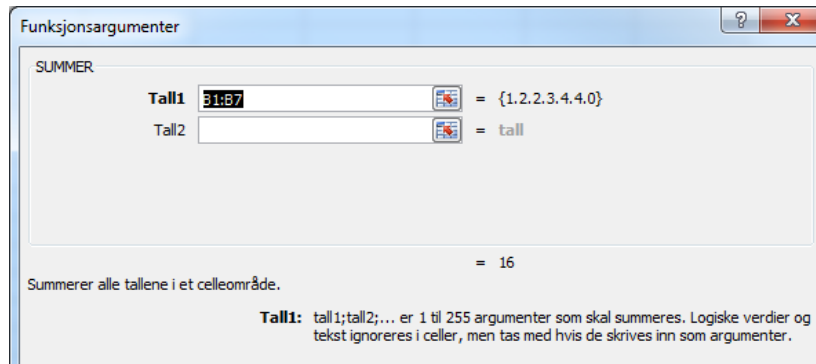 Funksjonsargumenter
?
X
SUMMER
Tall1 B1:B7 = {1.2.2.3.4.4.0}
Tall2 = tall
= 16
Summerer alle tallene i et celleområde.
Tall1: tall1;tall2;... er 1 til 255 argumenter som skal summeres. Logiske verdier og
tekst ignoreres i celler, men tas med hvis de skrives inn som argumenter.